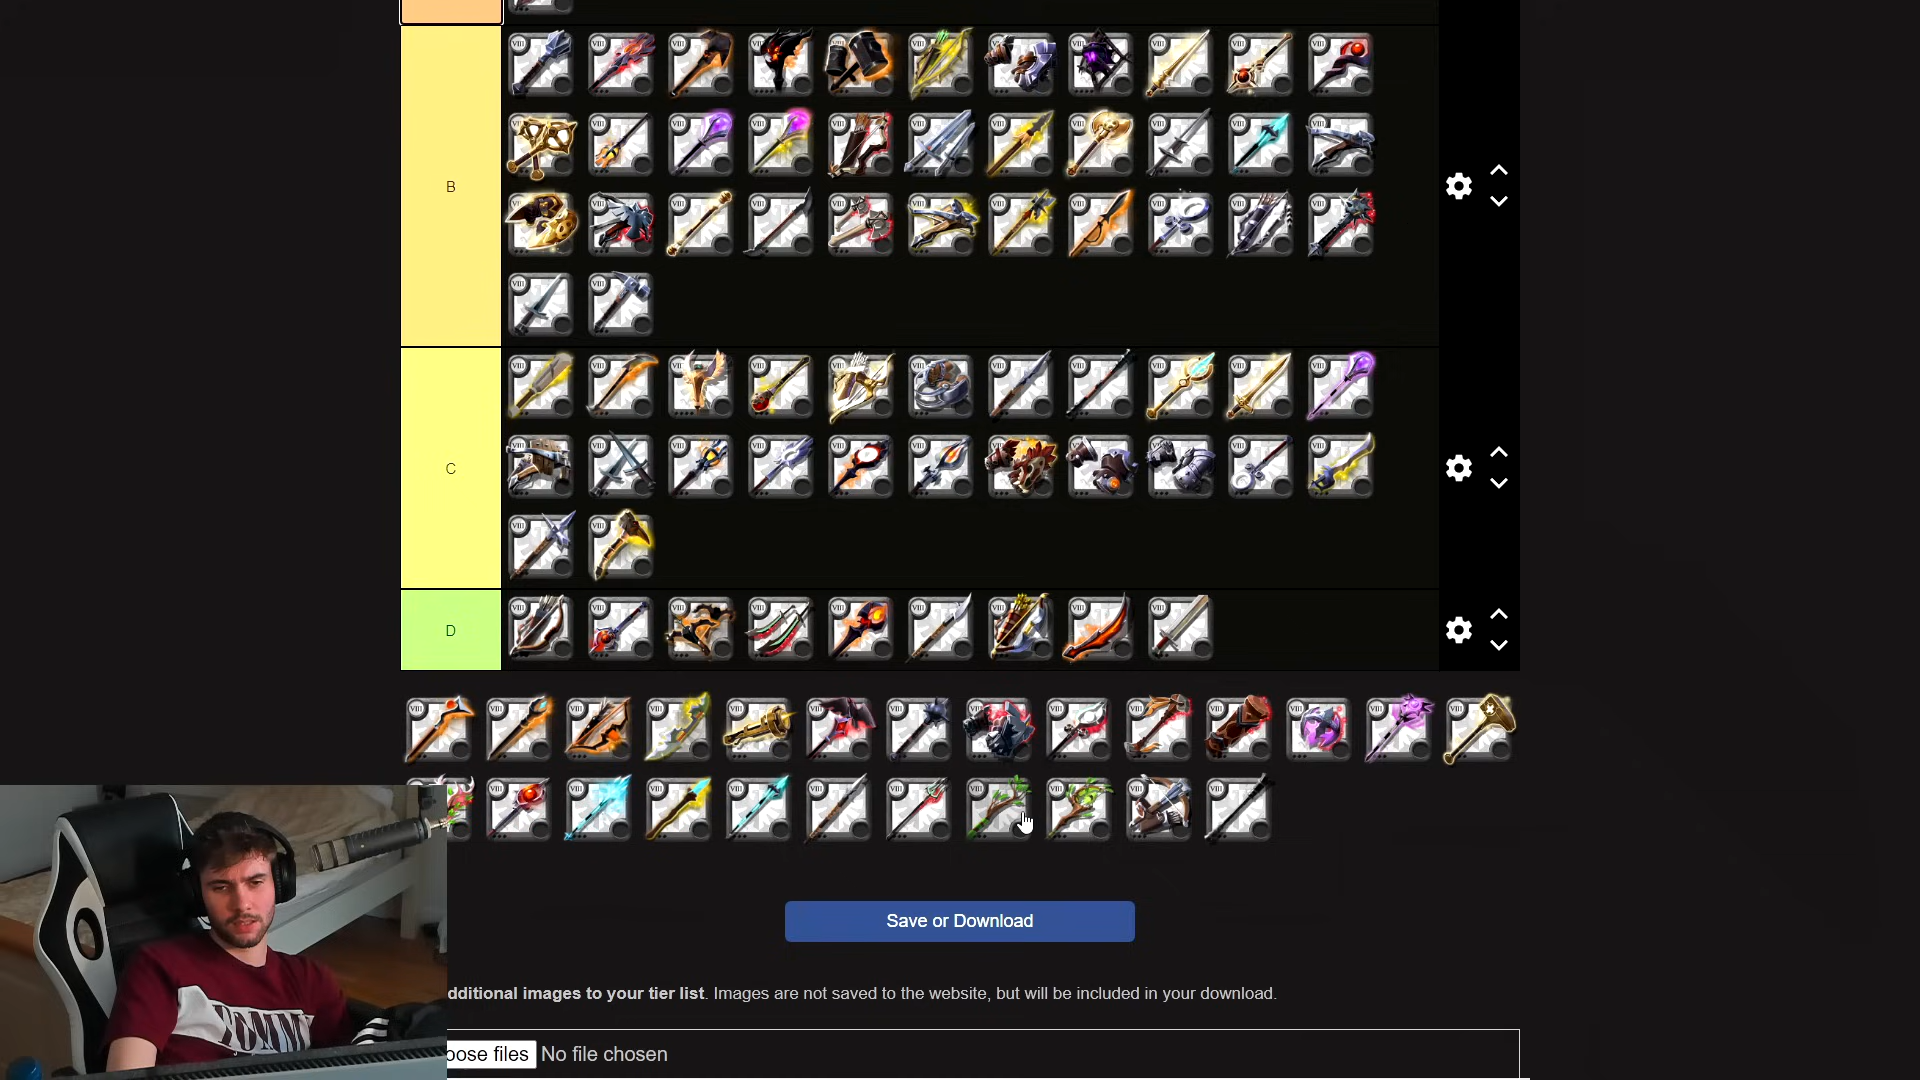 B
C
D
Save or Download
dditional images to your tier list. Images are not saved to the website, but will be included in your download.
oose files No file chosen
TOMMY